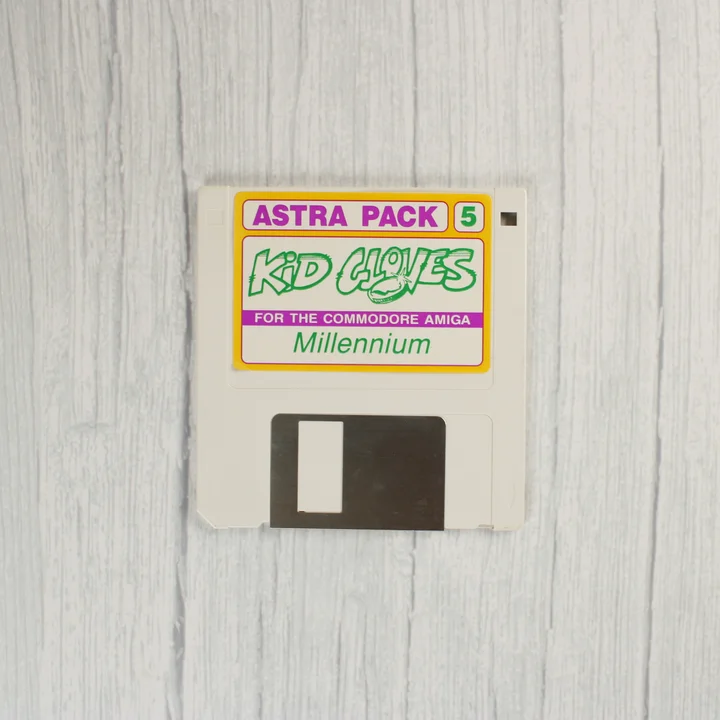 ASTRA PACK 5
KiD GLOVES
FOR THE COMMODORE AMIGA
Millennium